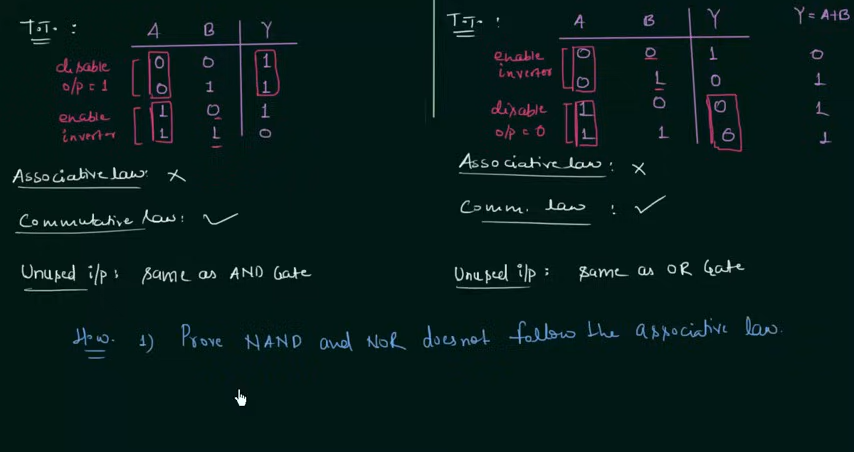 T.T. :
A B Y
disable 0 0 1
o/p = 1 0 1 1
enable 1 0 1
inverter 1 1 0
Associative law: ×
Commutative law: ✓
Unused i/p: same as AND Gate
T.T. :
A B Y Y = A+B
enable 0 0 1 0
inverter 0 1 0 1
disable 1 0 0 1
o/p = 0 1 1 0 1
Associative law: ×
Comm. law : ✓
Unused i/p: same as OR Gate
H.W. 1) Prove NAND and NOR doesnot follow the associative law.